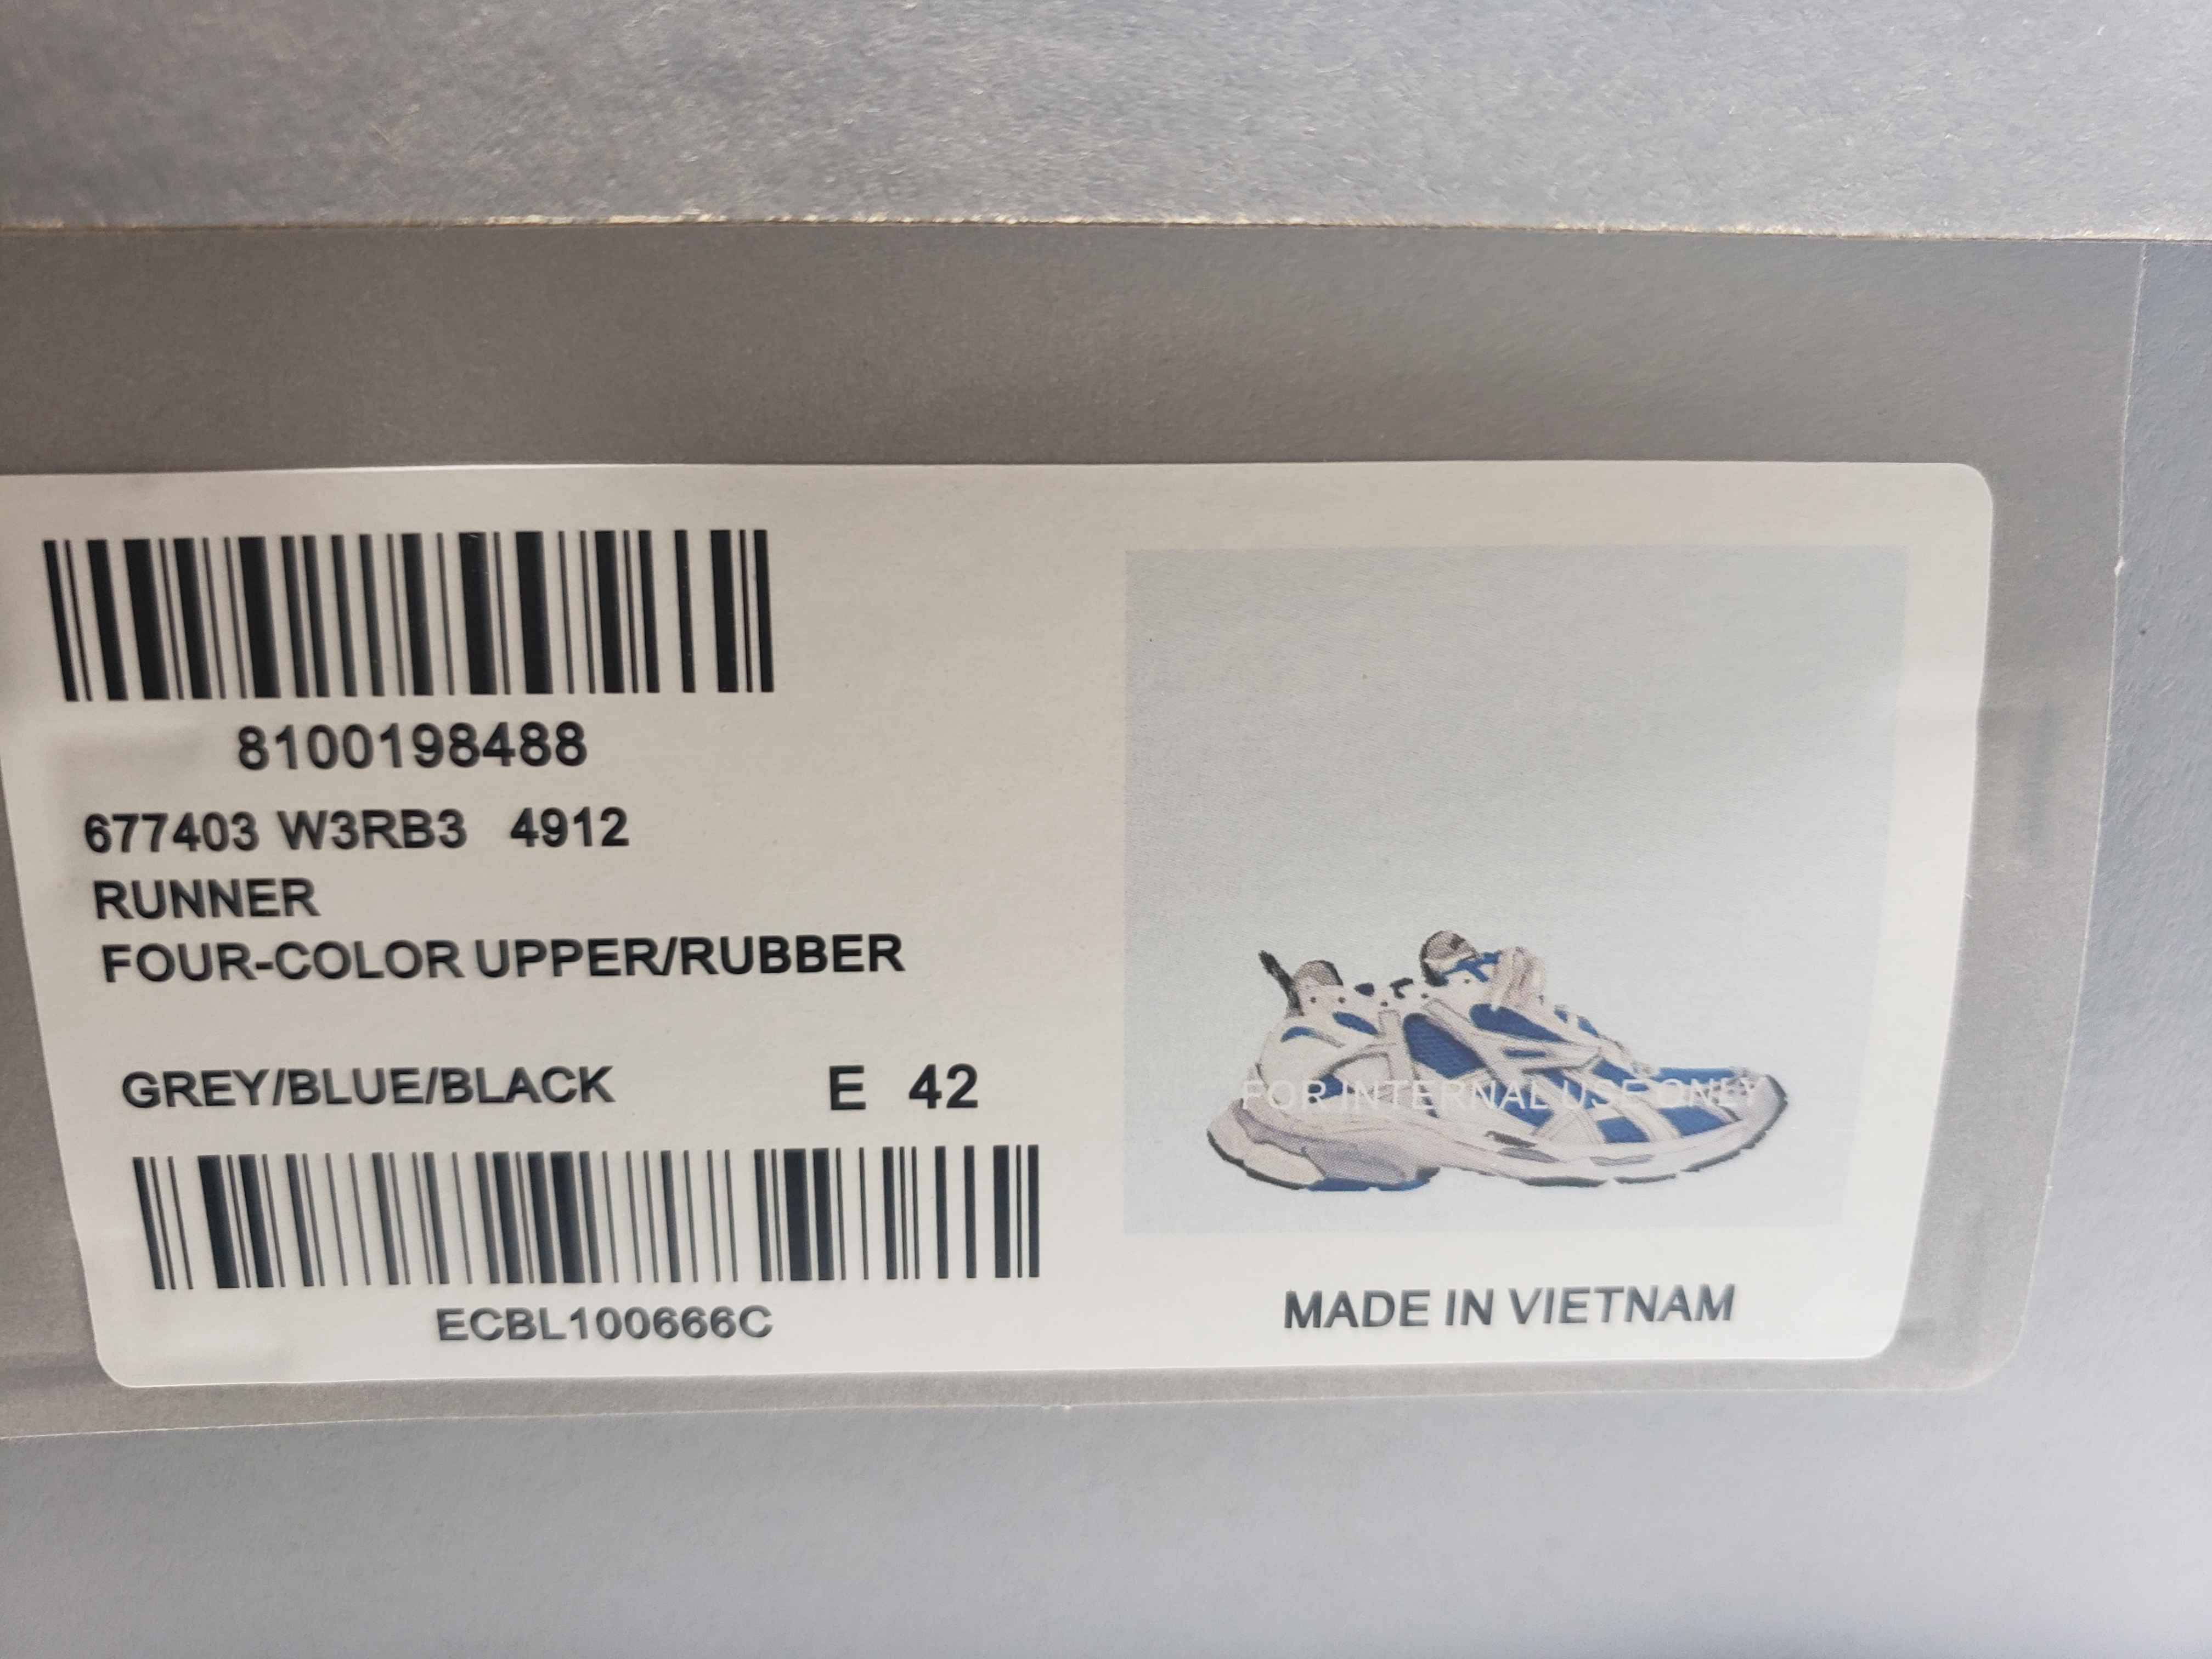 8100198488
677403 W3RB3 4912
RUNNER
FOUR-COLOR UPPER/RUBBER
GREY/BLUE/BLACK E 42
ECBL100666C
FOR INTERNAL USE ONLY
MADE IN VIETNAM